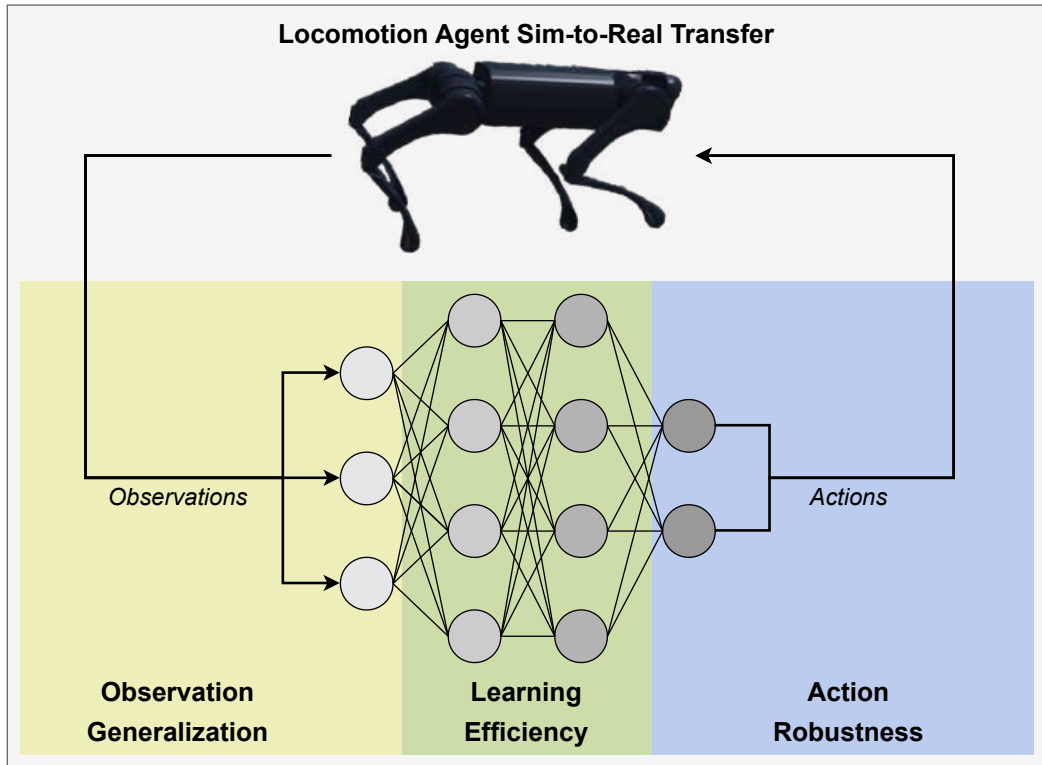 Locomotion Agent Sim-to-Real Transfer
Observations
Actions
Observation
Generalization
Learning
Efficiency
Action
Robustness